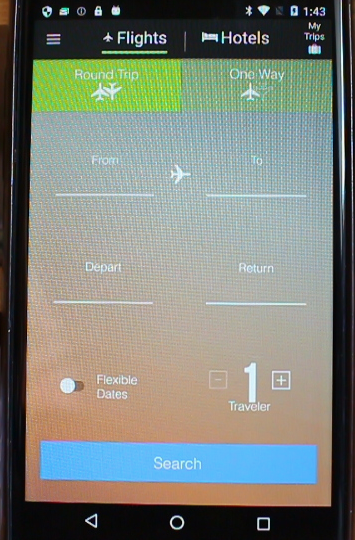 1:43
Flights
Hotels
My
Trips
Round Trip
One Way
From
To
Depart
Return
Flexible
Dates
1
Traveler
Search